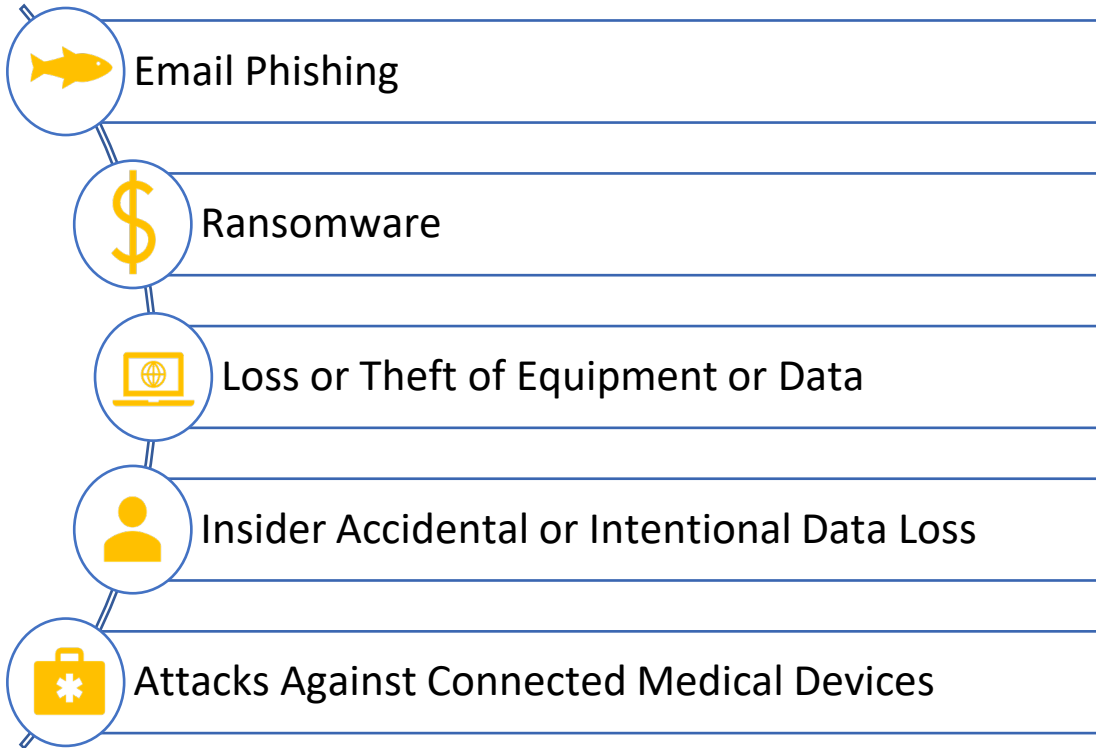 Email Phishing
Ransomware
Loss or Theft of Equipment or Data
Insider Accidental or Intentional Data Loss
Attacks Against Connected Medical Devices